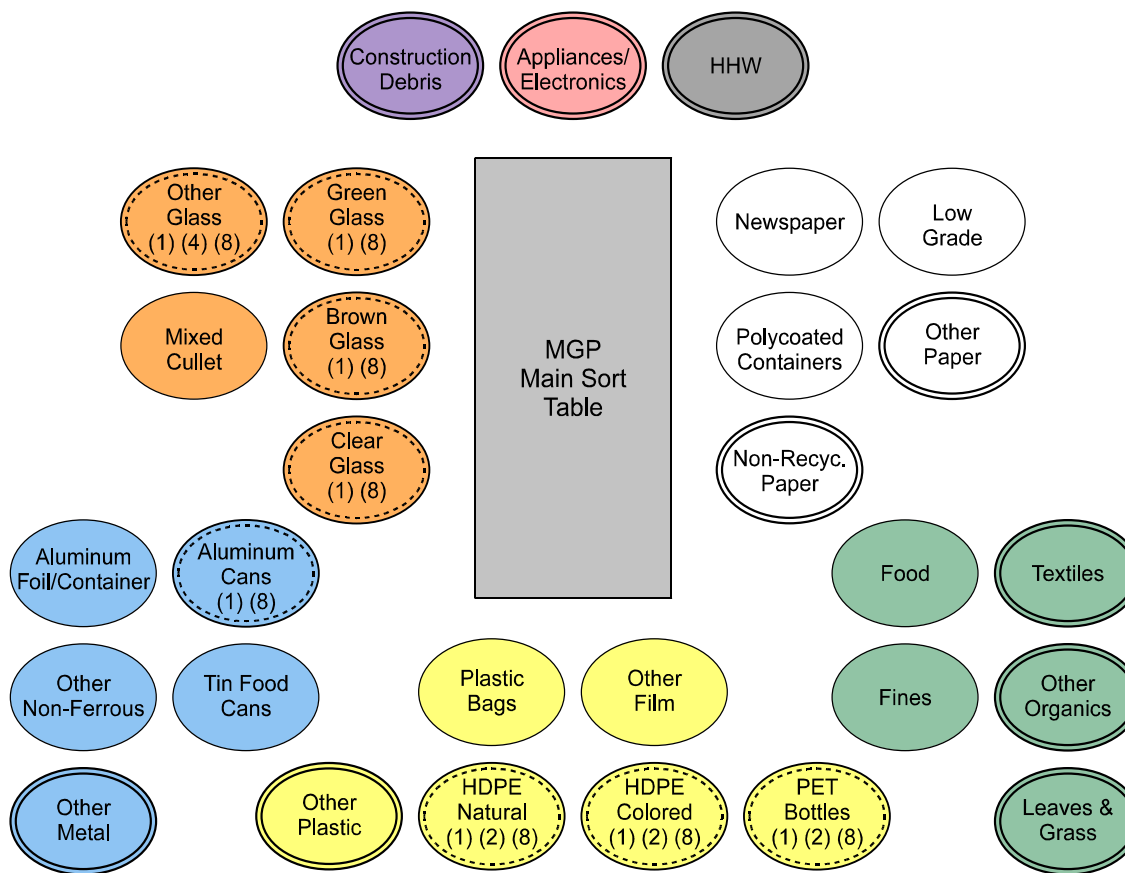 Construction
Debris
Appliances/
Electronics
HHW
Other
Glass
(1) (4) (8)
Green
Glass
(1) (8)
Newspaper
Low
Grade
Mixed
Cullet
Brown
Glass
(1) (8)
MGP
Main Sort
Table
Polycoated
Containers
Other
Paper
Clear
Glass
(1) (8)
Non-Recyc.
Paper
Aluminum
Foil/Container
Aluminum
Cans
(1) (8)
Food
Textiles
Other
Non-Ferrous
Tin Food
Cans
Plastic
Bags
Other
Film
Fines
Other
Organics
Other
Metal
Other
Plastic
HDPE
Natural
(1) (2) (8)
HDPE
Colored
(1) (2) (8)
PET
Bottles
(1) (2) (8)
Leaves &
Grass